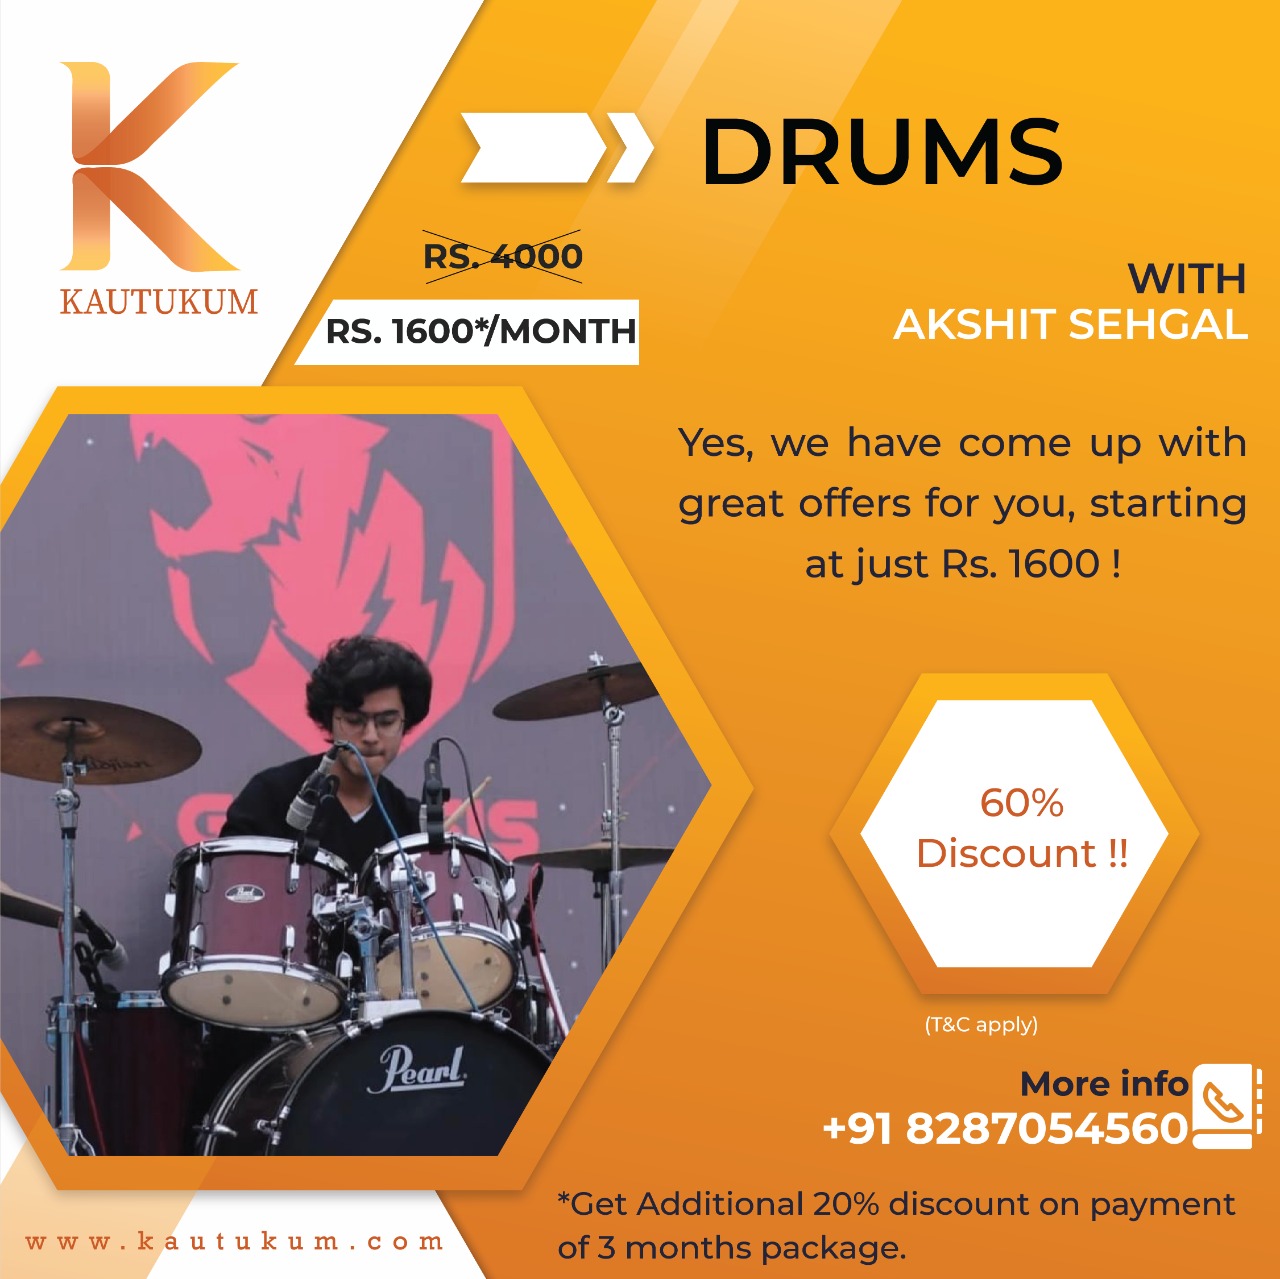 KAUTUKUM
DRUMS
RS. 4000
RS. 1600*/MONTH
WITH
AKSHIT SEHGAL
Yes, we have come up with
great offers for you, starting
at just Rs. 1600 !
60%
Discount !!
(T&C apply)
More info
+91 8287054560
*Get Additional 20% discount on payment
of 3 months package.
www.kautukum.com
Pearl